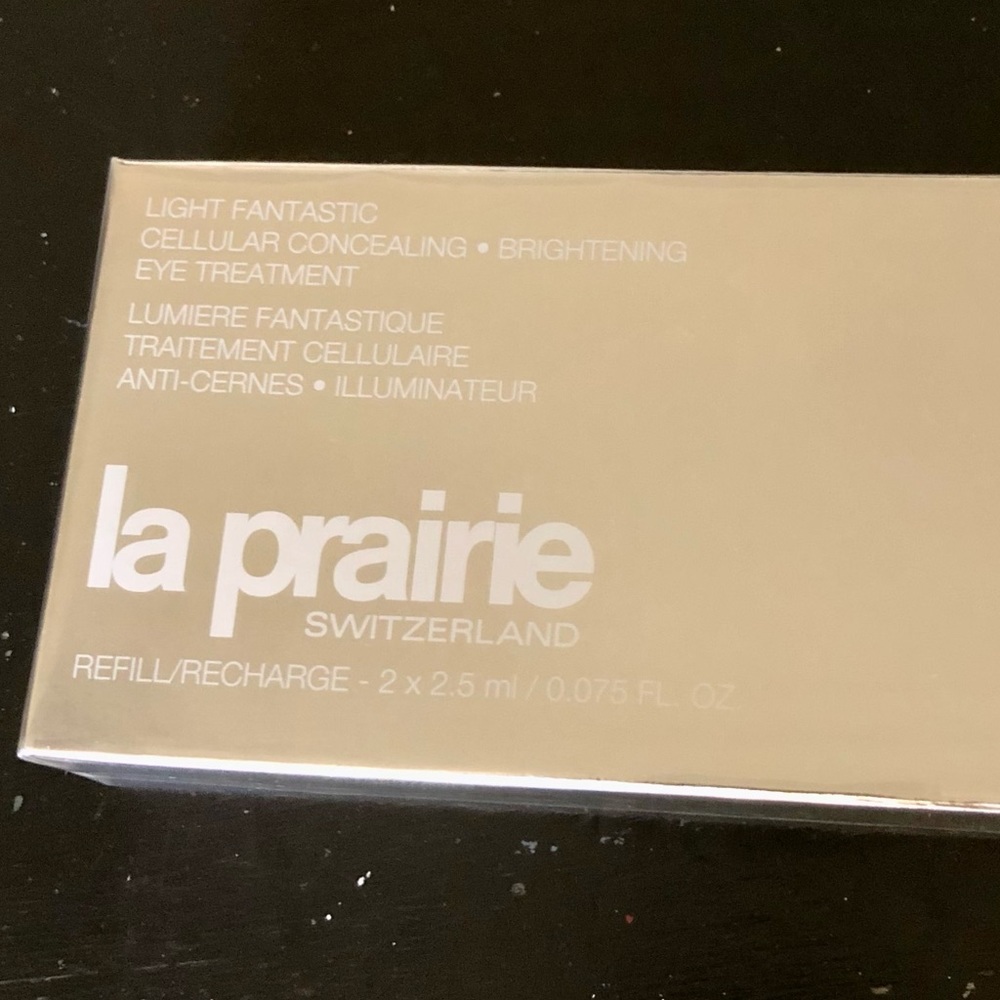 LIGHT FANTASTIC
CELLULAR CONCEALING • BRIGHTENING
EYE TREATMENT
LUMIERE FANTASTIQUE
TRAITEMENT CELLULAIRE
ANTI-CERNES • ILLUMINATEUR
la prairie
SWITZERLAND
REFILL/RECHARGE - 2 x 2.5 ml / 0.075 FL. OZ.